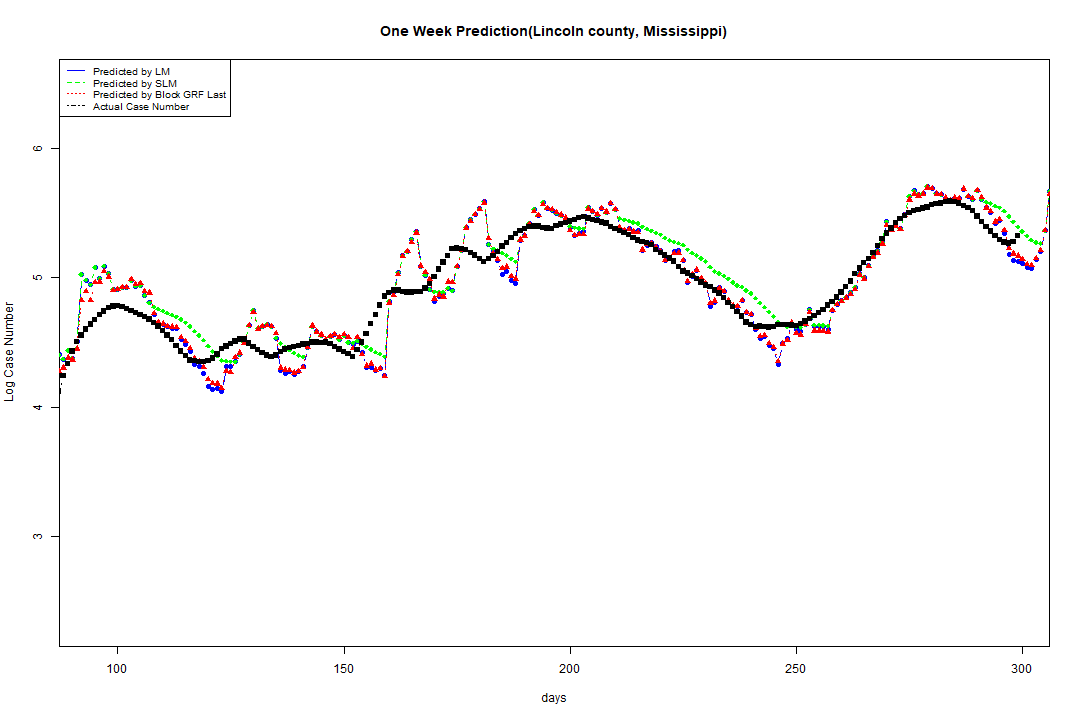 One Week Prediction(Lincoln county, Mississippi)
Predicted by LM
Predicted by SLM
Predicted by Block GRF Last
Actual Case Number
6
5
4
3
Log Case Number
100 150 200 250 300
days